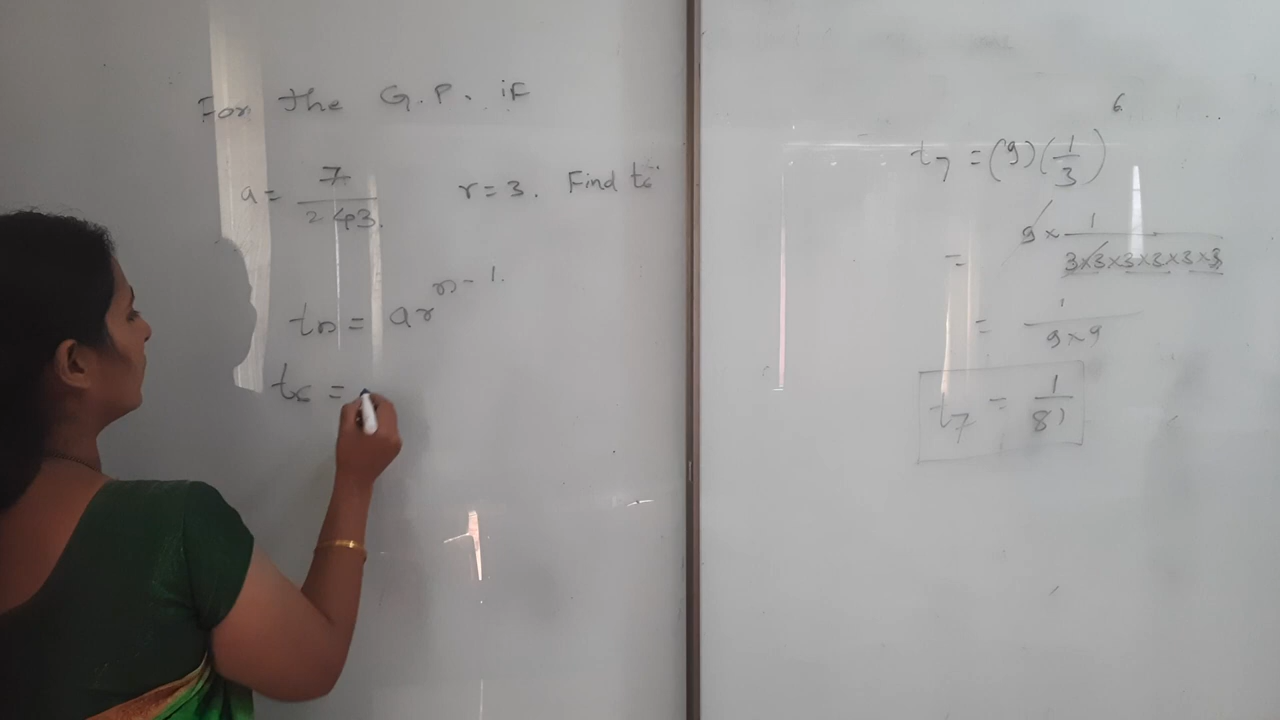 For the G.P. if
a = 7/243. r = 3. Find t6
tn = ar^n-1.
t6 =
t7 = (9)(1/3)^6
= 9 × 1/3×3×3×3×3×3
= 1/9×9
t7 = 1/81